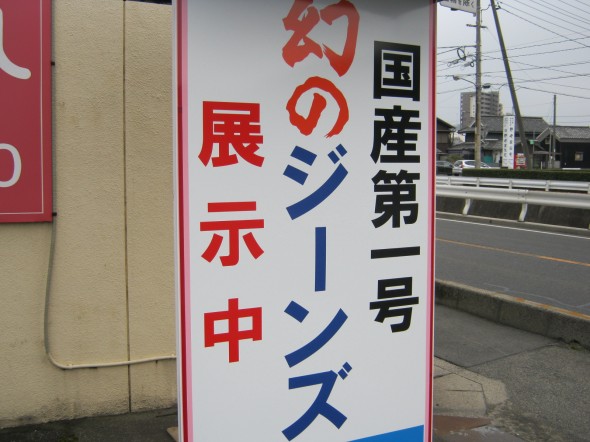 国産第一号
幻のジーンズ
展示中